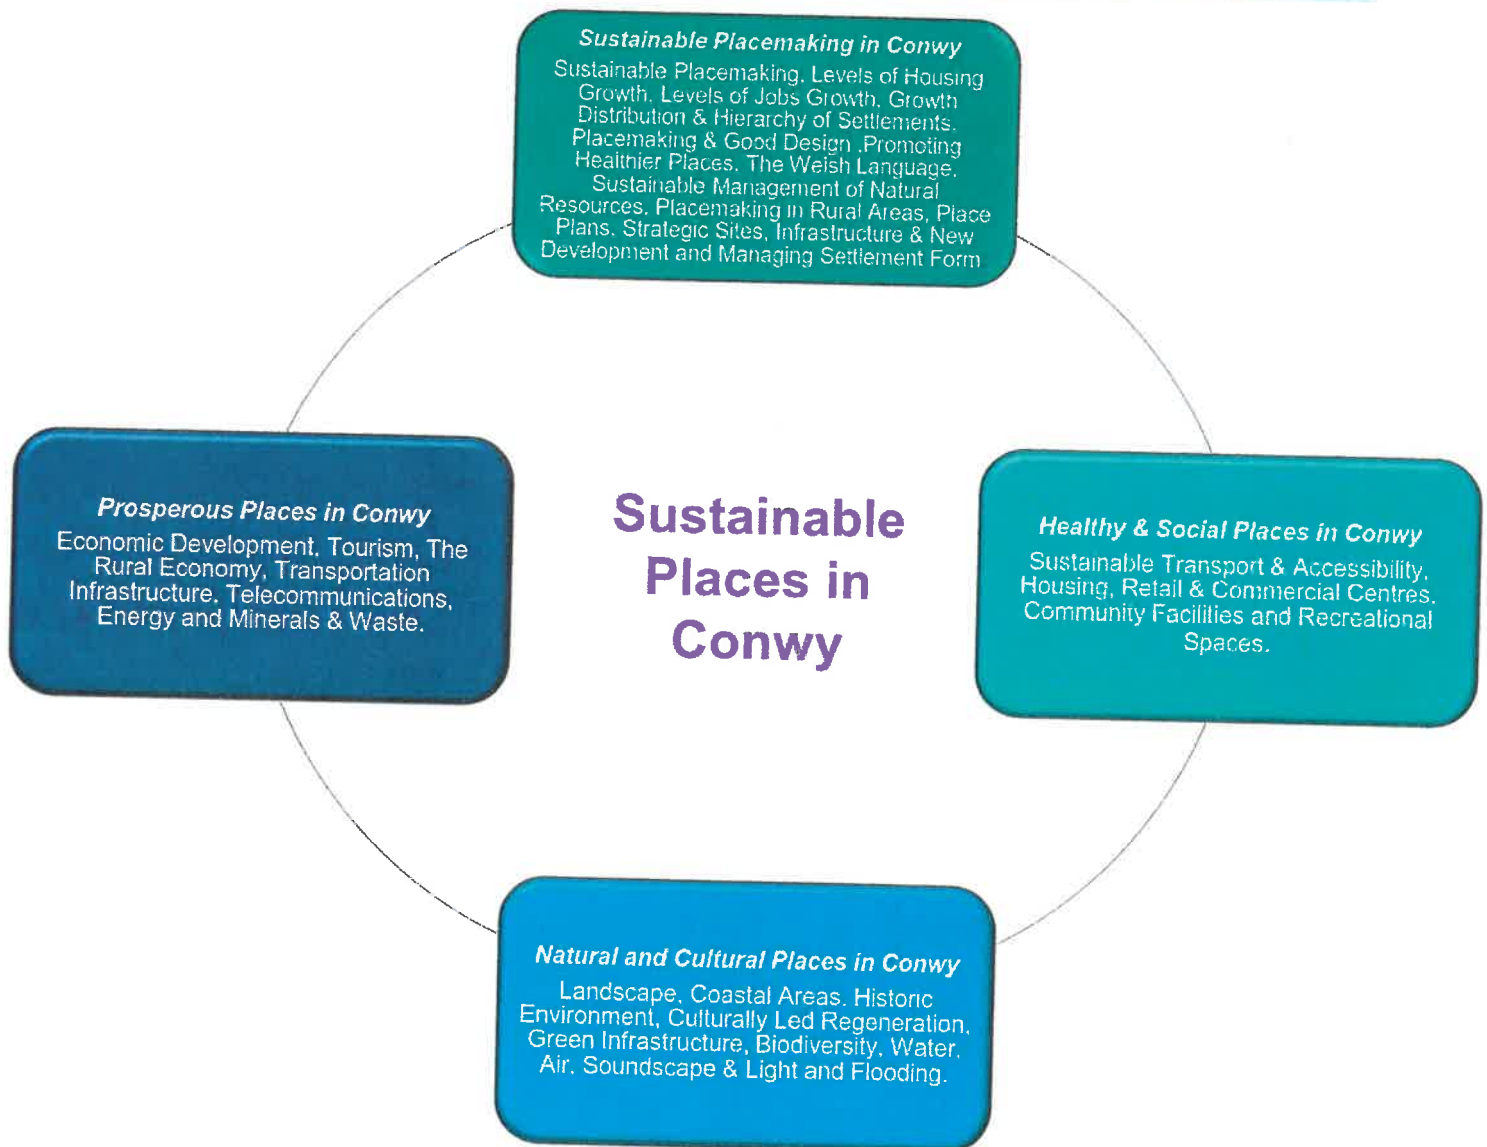 Sustainable Placemaking in Conwy
Sustainable Placemaking. Levels of Housing
Growth. Levels of Jobs Growth. Growth
Distribution & Hierarchy of Settlements.
Placemaking & Good Design .Promoting
Healthier Places. The Welsh Language.
Sustainable Management of Natural
Resources. Placemaking in Rural Areas, Place
Plans. Strategic Sites, Infrastructure & New
Development and Managing Settlement Form.
Prosperous Places in Conwy
Economic Development. Tourism, The
Rural Economy, Transportation
Infrastructure. Telecommunications,
Energy and Minerals & Waste.
Sustainable
Places in
Conwy
Healthy & Social Places in Conwy
Sustainable Transport & Accessibility,
Housing, Retail & Commercial Centres.
Community Facilities and Recreational
Spaces.
Natural and Cultural Places in Conwy
Landscape, Coastal Areas. Historic
Environment, Culturally Led Regeneration.
Green Infrastructure, Biodiversity, Water.
Air. Soundscape & Light and Flooding.